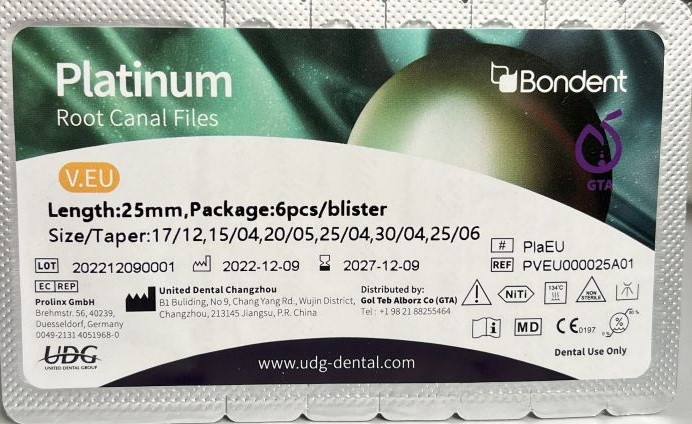 Platinum
Root Canal Files
Bondent
GTA
V.EU
Length:25mm,Package:6pcs/blister
Size/Taper:17/12,15/04,20/05,25/04,30/04,25/06
# PlaEU
LOT 202212090001 2022-12-09 2027-12-09
REF PVEU000025A01
EC REP
Prolinx GmbH
Brehmstr. 56, 40239,
Duesseldorf, Germany
0049-2131 4051968-0
United Dental Changzhou
B1 Buliding, No 9, Chang Yang Rd., Wujin District,
Changzhou, 213145 Jiangsu, P.R. China
Distributed by:
Gol Teb Alborz Co (GTA)
Tel: +1 98 21 88255464
NiTi
134°C
NON STERILE
i MD CE 0197 % 80 %
UDG
UNITED DENTAL GROUP
Dental Use Only
www.udg-dental.com